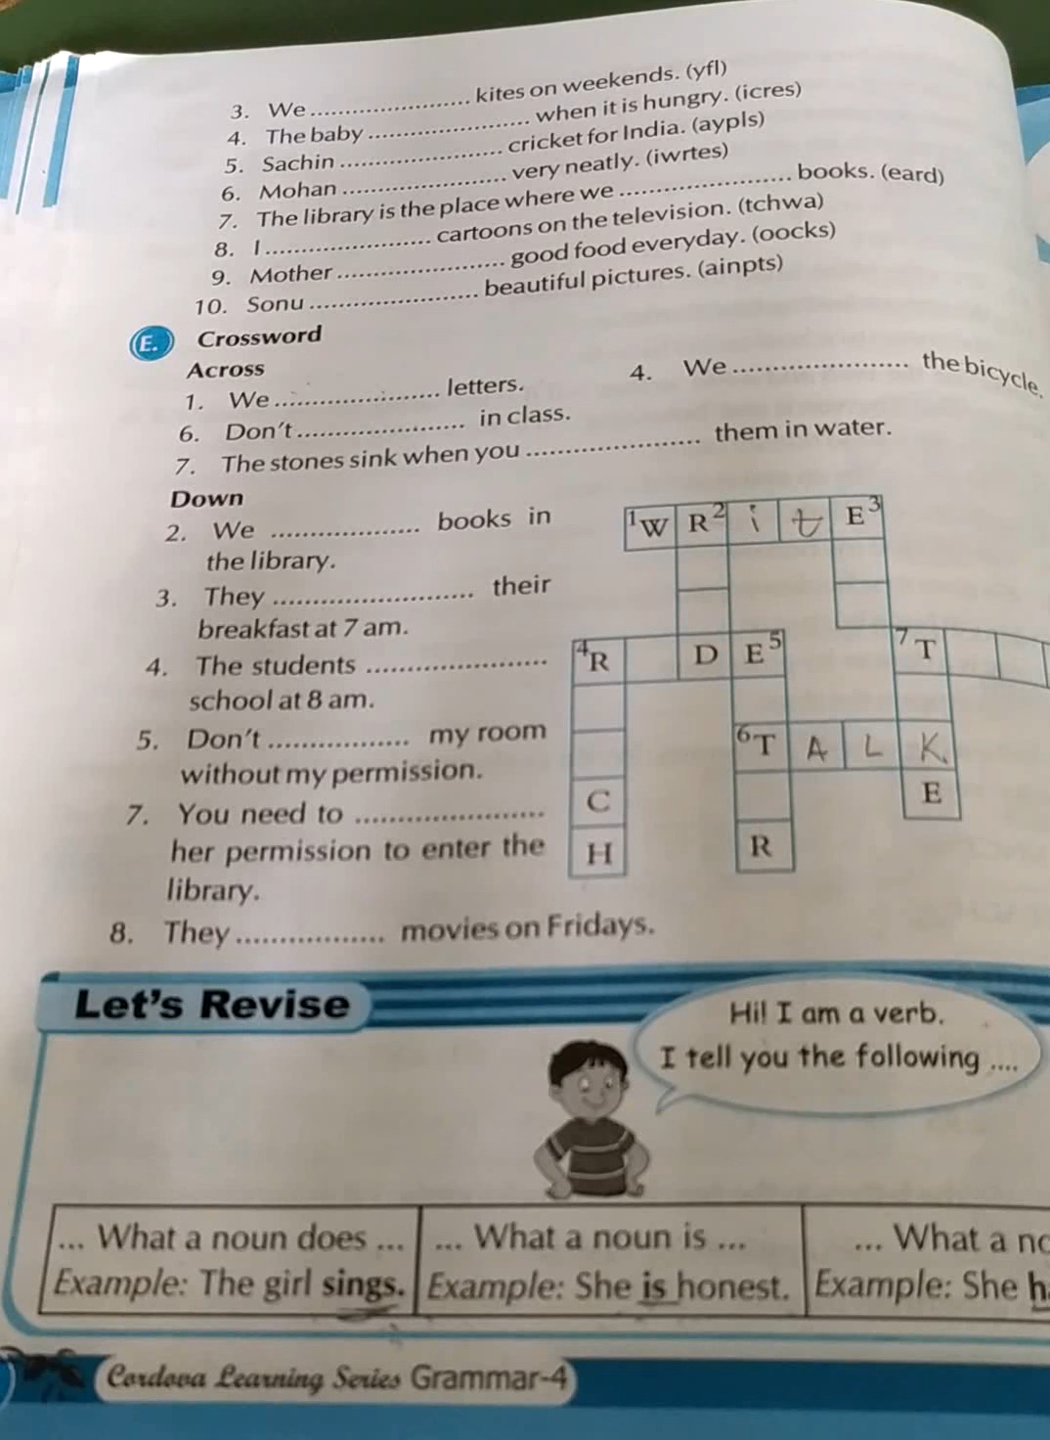 3. We ...................... kites on weekends. (yfl)
4. The baby ...................... when it is hungry. (icres)
5. Sachin ...................... cricket for India. (aypls)
6. Mohan ...................... very neatly. (iwrtes)
7. The library is the place where we ...................... books. (eard)
8. I ...................... cartoons on the television. (tchwa)
9. Mother ...................... good food everyday. (oocks)
10. Sonu ...................... beautiful pictures. (ainpts)
E. Crossword
Across
1. We ...................... letters.
4. We ...................... the bicycle.
6. Don't ...................... in class.
7. The stones sink when you ...................... them in water.
Down
2. We ...................... books in
the library.
3. They ...................... their
breakfast at 7 am.
4. The students ......................
school at 8 am.
5. Don't ...................... my room
without my permission.
7. You need to ......................
her permission to enter the
library.
8. They ...................... movies on Fridays.
1 W R 2 i t E 3
4 R D E 5 7 T
6 T A L K
C E
H R
Let's Revise
Hi! I am a verb.
I tell you the following ....
... What a noun does ... ... What a noun is ... ... What a
Example: The girl sings. Example: She is honest. Example: She
Cordova Learning Series Grammar-4